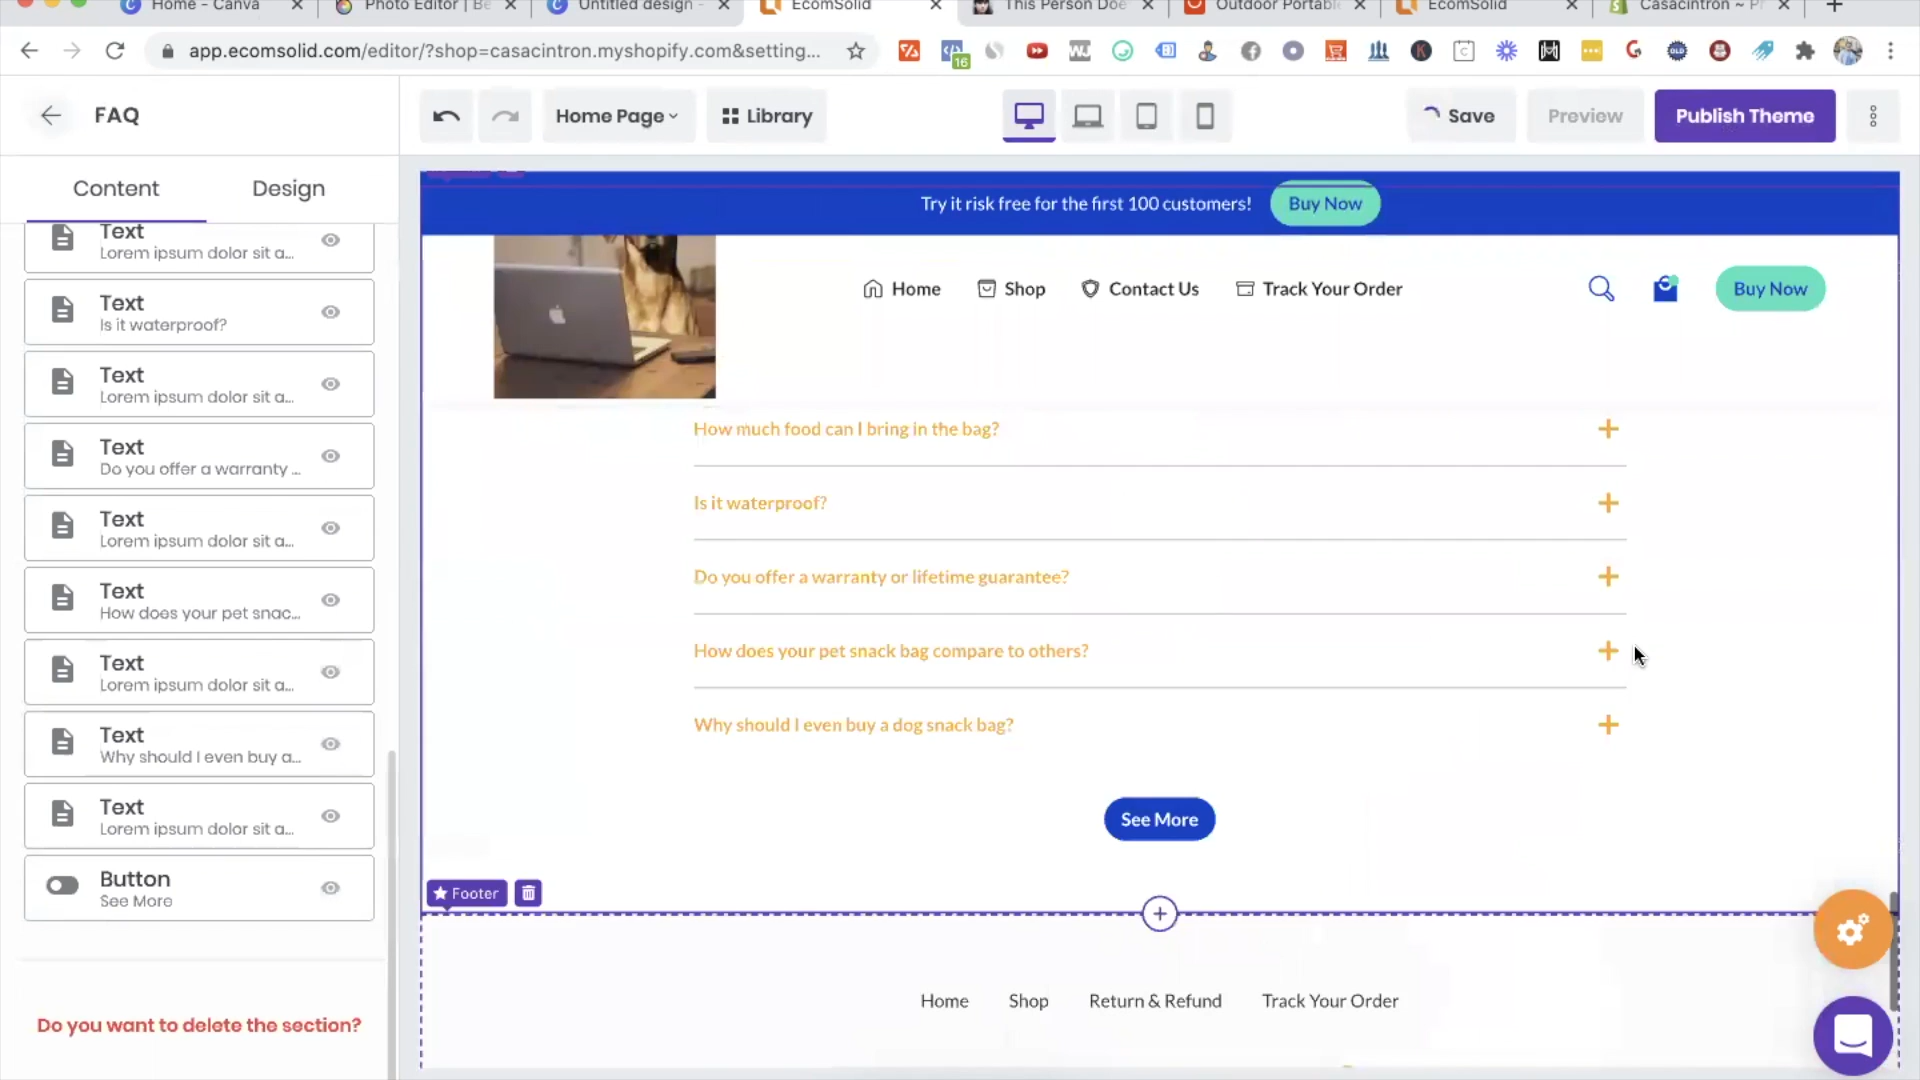 Home - Canva
Photo Editor | Be
Untitled design -
EcomSolid
This Person Doe
Outdoor Portabl
EcomSolid
Casacintron ~ P
app.ecomsolid.com/editor/?shop=casacintron.myshopify.com&setting...
16
FAQ
Home Page
Library
Save
Preview
Publish Theme
Content
Design
Text
Lorem ipsum dolor sit a...
Text
Is it waterproof?
Text
Lorem ipsum dolor sit a...
Text
Do you offer a warranty ...
Text
Lorem ipsum dolor sit a...
Text
How does your pet snac...
Text
Lorem ipsum dolor sit a...
Text
Why should I even buy a...
Text
Lorem ipsum dolor sit a...
Button
See More
Do you want to delete the section?
Try it risk free for the first 100 customers!
Buy Now
Home
Shop
Contact Us
Track Your Order
Buy Now
How much food can I bring in the bag?
Is it waterproof?
Do you offer a warranty or lifetime guarantee?
How does your pet snack bag compare to others?
Why should I even buy a dog snack bag?
See More
Footer
Home
Shop
Return & Refund
Track Your Order